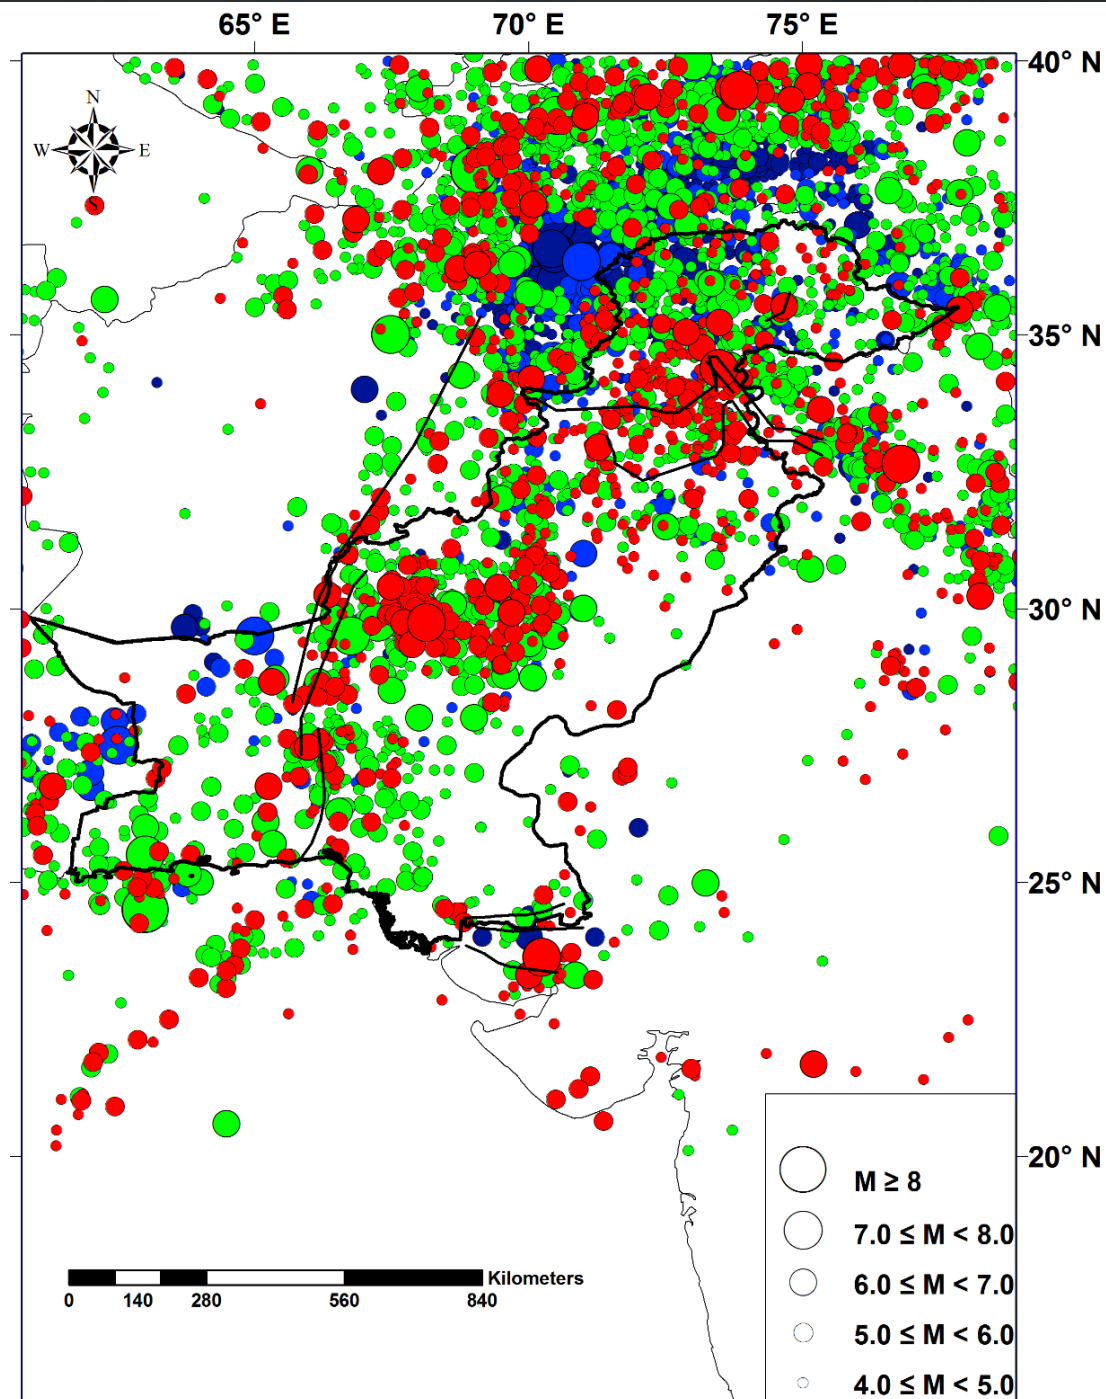 65° E 70° E 75° E
40° N
N
W E
S
35° N
30° N
25° N
20° N
M ≥ 8
7.0 ≤ M < 8.0
6.0 ≤ M < 7.0
5.0 ≤ M < 6.0
4.0 ≤ M < 5.0
Kilometers
0 140 280 560 840